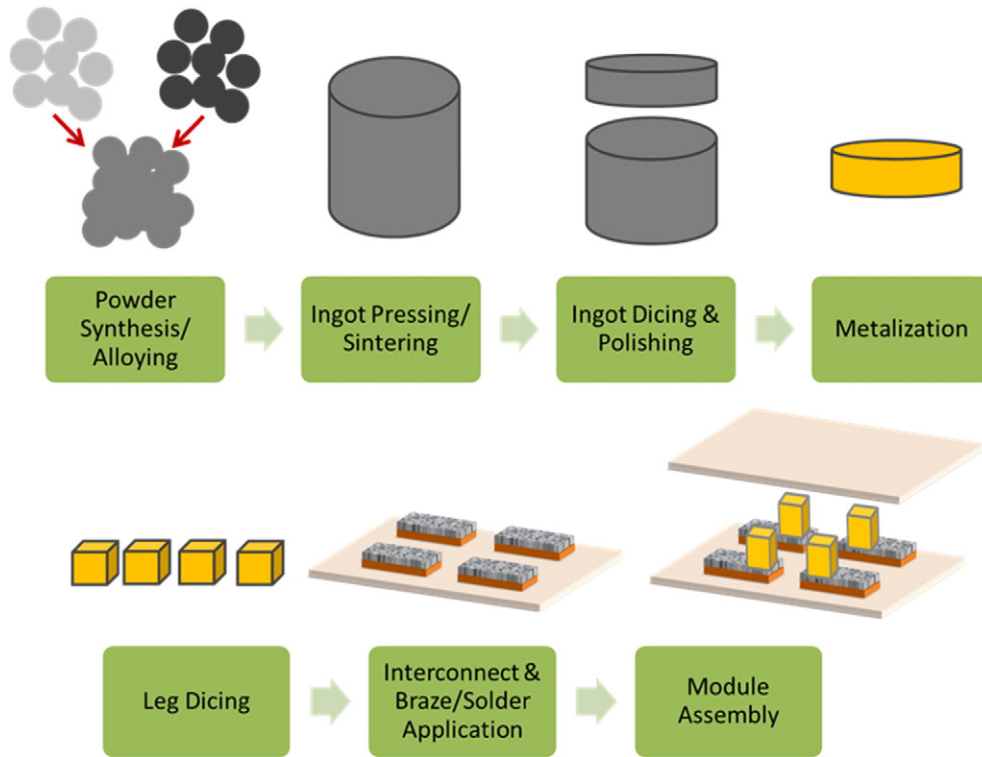 Powder
Synthesis/
Alloying
Ingot Pressing/
Sintering
Ingot Dicing &
Polishing
Metalization
Leg Dicing
Interconnect &
Braze/Solder
Application
Module
Assembly